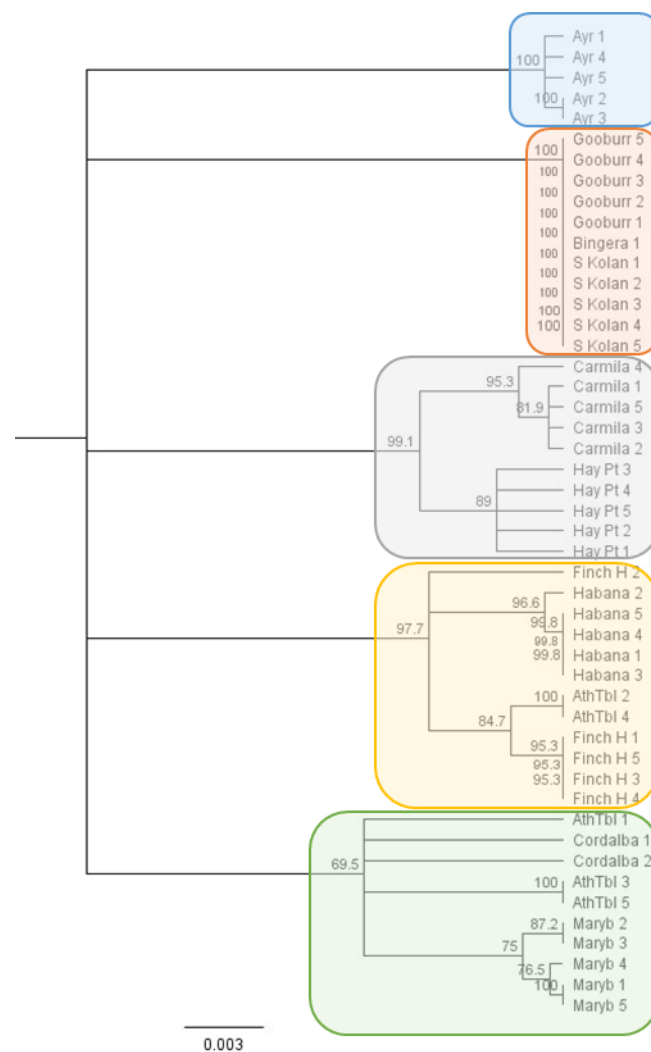 Ayr 1
100
Ayr 4
Ayr 5
100 Ayr 2
Ayr 3
Gooburr 5
100
Gooburr 4
100
Gooburr 3
100
Gooburr 2
100
Gooburr 1
100
Bingera 1
100
S Kolan 1
100
S Kolan 2
100
S Kolan 3
100
S Kolan 4
100
S Kolan 5
Carmila 4
95.3
Carmila 1
81.9 Carmila 5
Carmila 3
99.1
Carmila 2
Hay Pt 3
Hay Pt 4
89
Hay Pt 5
Hay Pt 2
Hay Pt 1
Finch H 2
Habana 2
96.6
Habana 5
99.8
97.7
Habana 4
99.8
99.8 Habana 1
Habana 3
100 AthTbl 2
AthTbl 4
84.7
Finch H 1
95.3
Finch H 5
95.3
95.3 Finch H 3
Finch H 4
AthTbl 1
Cordalba 1
69.5
Cordalba 2
100 AthTbl 3
AthTbl 5
87.2 Maryb 2
Maryb 3
75
76.5 Maryb 4
100 Maryb 1
Maryb 5
0.003